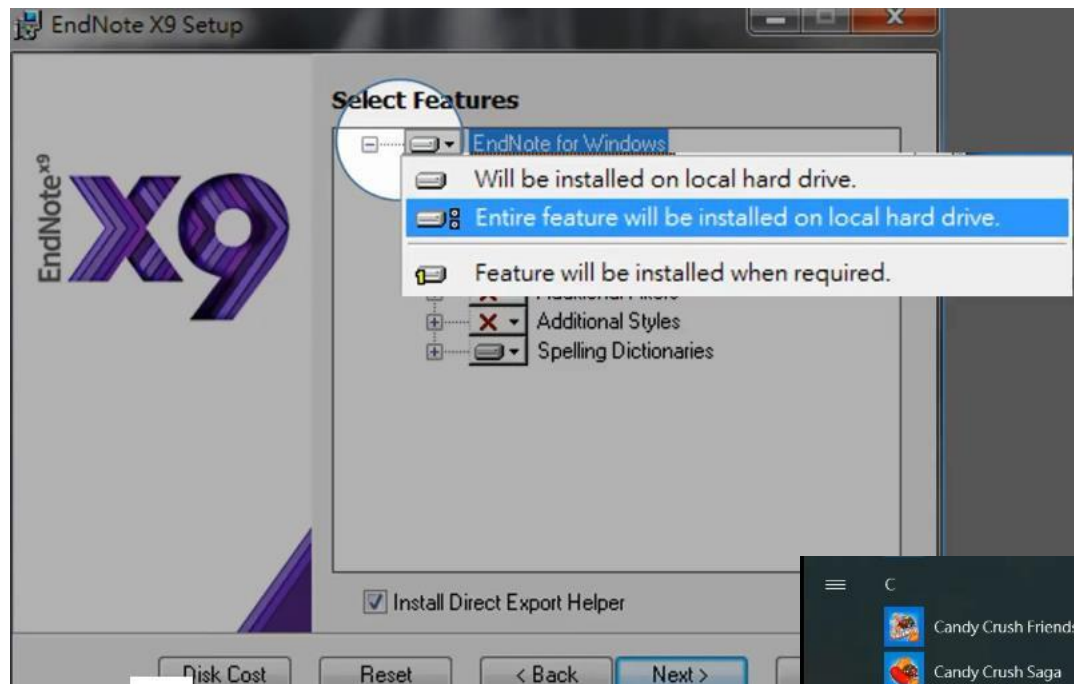 EndNote X9 Setup
EndNote x9
X9
Select Features
EndNote for Windows
Will be installed on local hard drive.
Entire feature will be installed on local hard drive.
Feature will be installed when required.
Additional Styles
Spelling Dictionaries
Install Direct Export Helper
Disk Cost
Reset
< Back
Next >
C
Candy Crush Friends
Candy Crush Saga